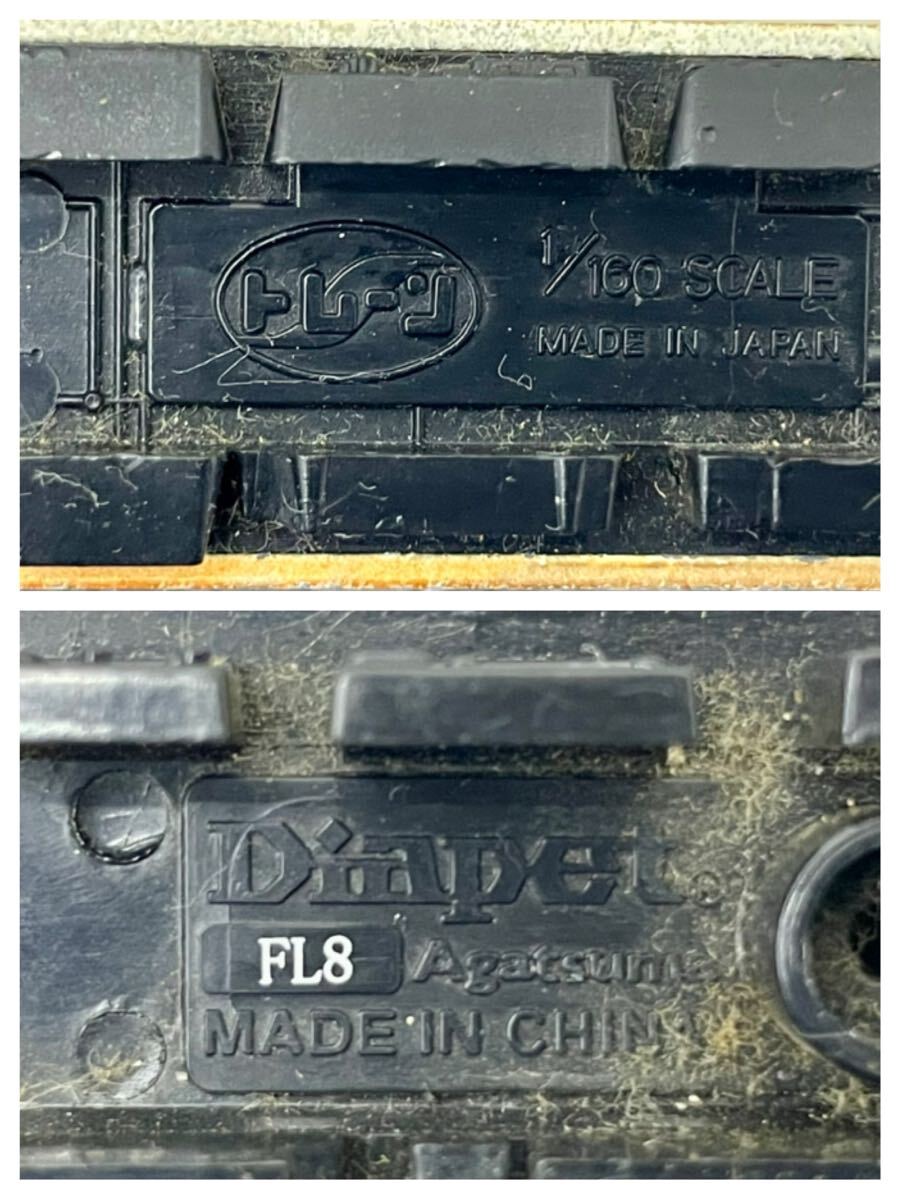 トレーン
1/160 SCALE
MADE IN JAPAN
Diapet
FL8
Agatsuma
MADE IN CHINA